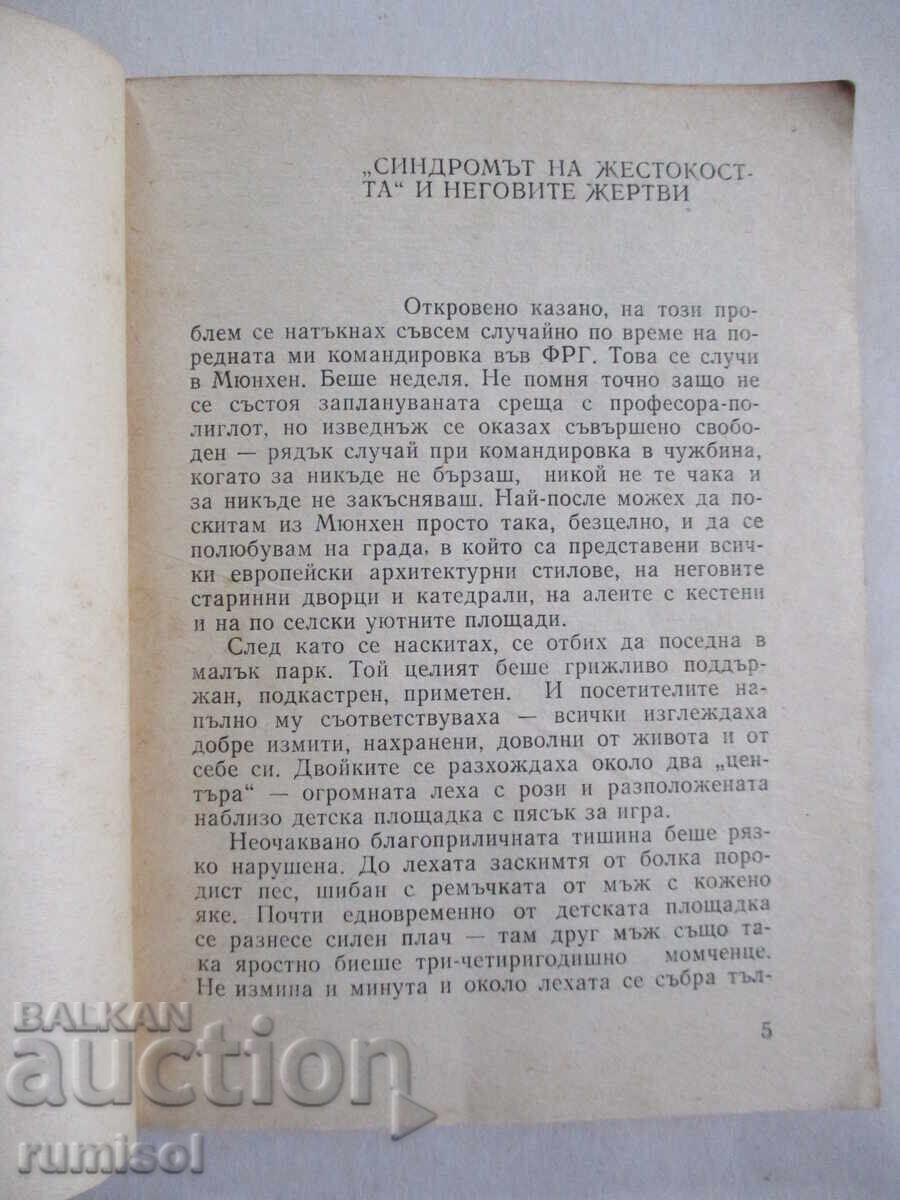 „СИНДРОМЪТ НА ЖЕСТОКОСТ-
ТА“ И НЕГОВИТЕ ЖЕРТВИ
Откровено казано, на този про-
блем се натъкнах съвсем случайно по време на по-
редната ми командировка във ФРГ. Това се случи
в Мюнхен. Беше неделя. Не помня точно защо не
се състоя запланувaната среща с професора-по-
лиглот, но изведнъж се оказах съвършено свобо-
ден — рядък случай при командировка в чужбина,
когато за никъде не бързаш, никой не те чака и
за никъде не закъсняваш. Най-после можех да по-
скитам из Мюнхен просто така, безцелно, и да се
полюбувам на града, в който са представени всич-
ки европейски архитектурни стилове, на неговите
старинни дворци и катедрали, на алеите с кестени
и на по селски уютните площади.
След като се наскитах, се отбих да поседна в
малък парк. Той целият беше грижливо поддър-
жан, подкастрен, приметен. И посетителите на-
пълно му съответствуваха — всички изглеждаха
добре измити, нахранени, доволни от живота и от
себе си. Двойките се разхождаха около два „цен-
търа“ — огромната леха с рози и разположената
наблизо детска площадка с пясък за игра.
Неочаквано благоприличната тишина беше ряз-
ко нарушена. До лехата заскимтя от болка поро-
дист пес, шибан с ремъчката от мъж с кожено
яке. Почти едновременно от детската площадка
се разнесе силен плач — там друг мъж също та-
ка яростно биеше три-четиригодишно момченце.
Не измина и минута и около лехата се събра тъл-
5
BALKAN
auction
rumisol